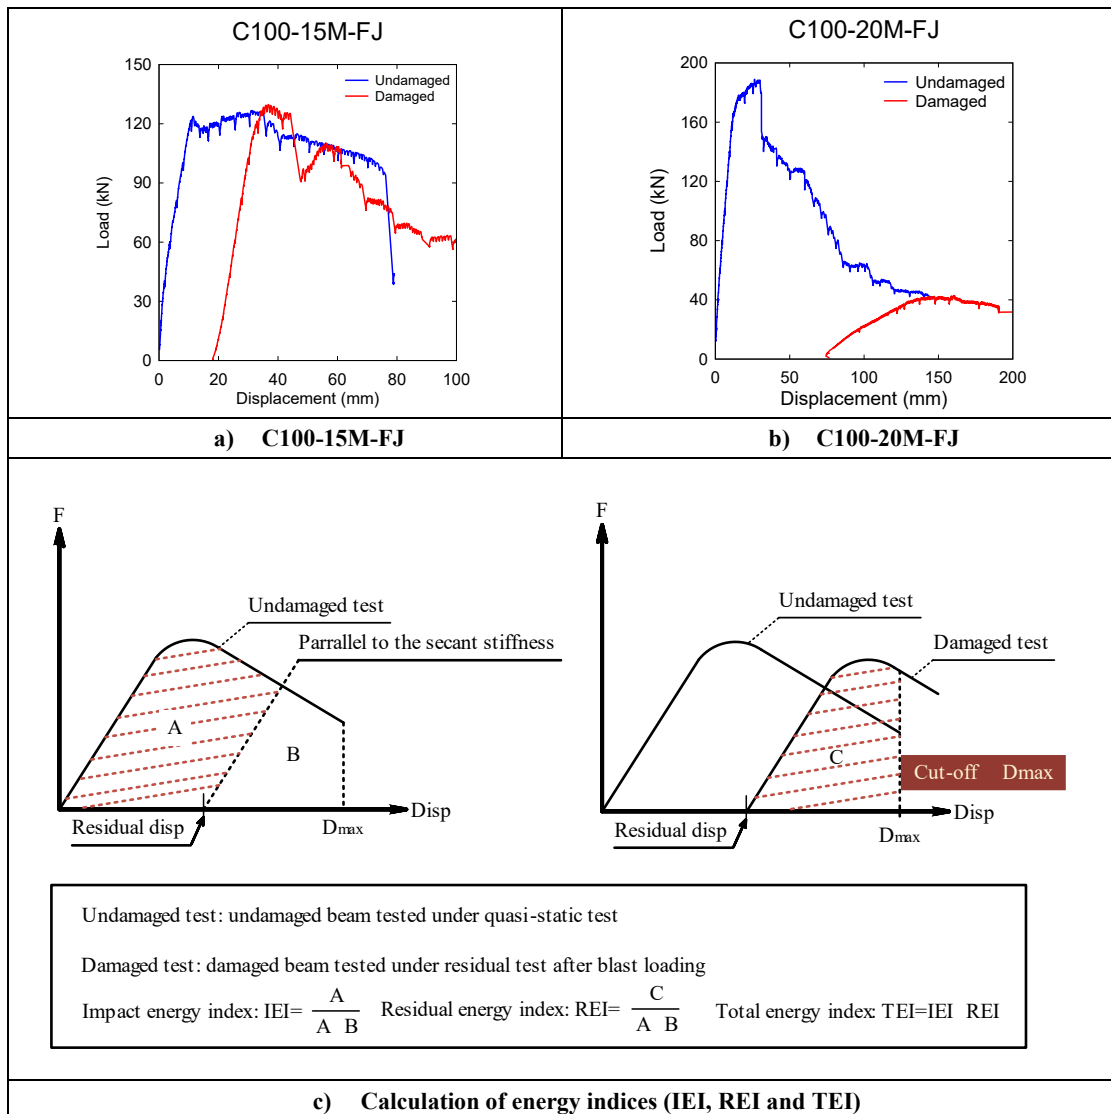 C100-15M-FJ
150
120
90
60
30
0
Load (kN)
Undamaged
Damaged
0 20 40 60 80 100
Displacement (mm)
C100-20M-FJ
200
160
120
80
40
0
Load (kN)
Undamaged
Damaged
0 50 100 150 200
Displacement (mm)
a) C100-15M-FJ
b) C100-20M-FJ
F
Undamaged test
Parrallel to the secant stiffness
A
B
Residual disp
Dmax
Disp
F
Undamaged test
Damaged test
C
Cut-off Dmax
Residual disp
Dmax
Disp
Undamaged test: undamaged beam tested under quasi-static test
Damaged test: damaged beam tested under residual test after blast loading
Impact energy index: IEI= A / A B Residual energy index: REI= C / A B Total energy index: TEI=IEI REI
c) Calculation of energy indices (IEI, REI and TEI)